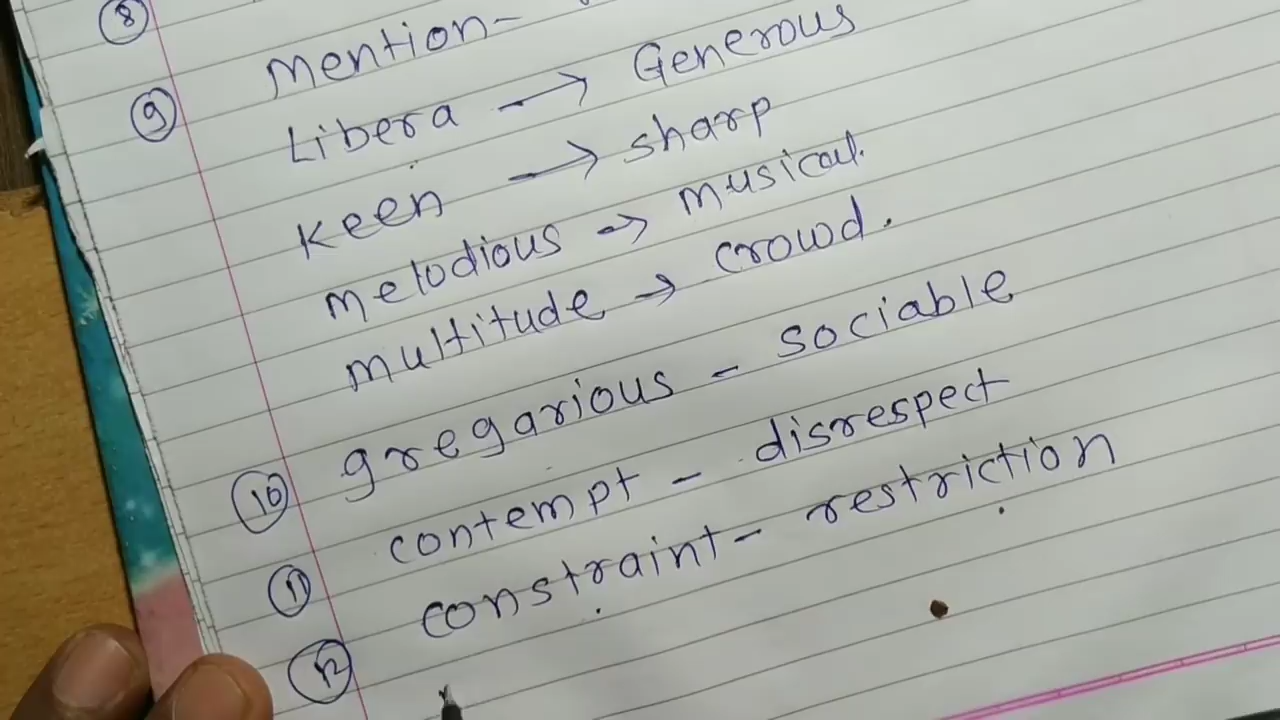 ⑧
Mention-
⑨ Libera → Generous
Keen → sharp
melodious → musical.
multitude → crowd.
⑩ gregarious - sociable
⑪ contempt - disrespect
⑫ constraint - restriction